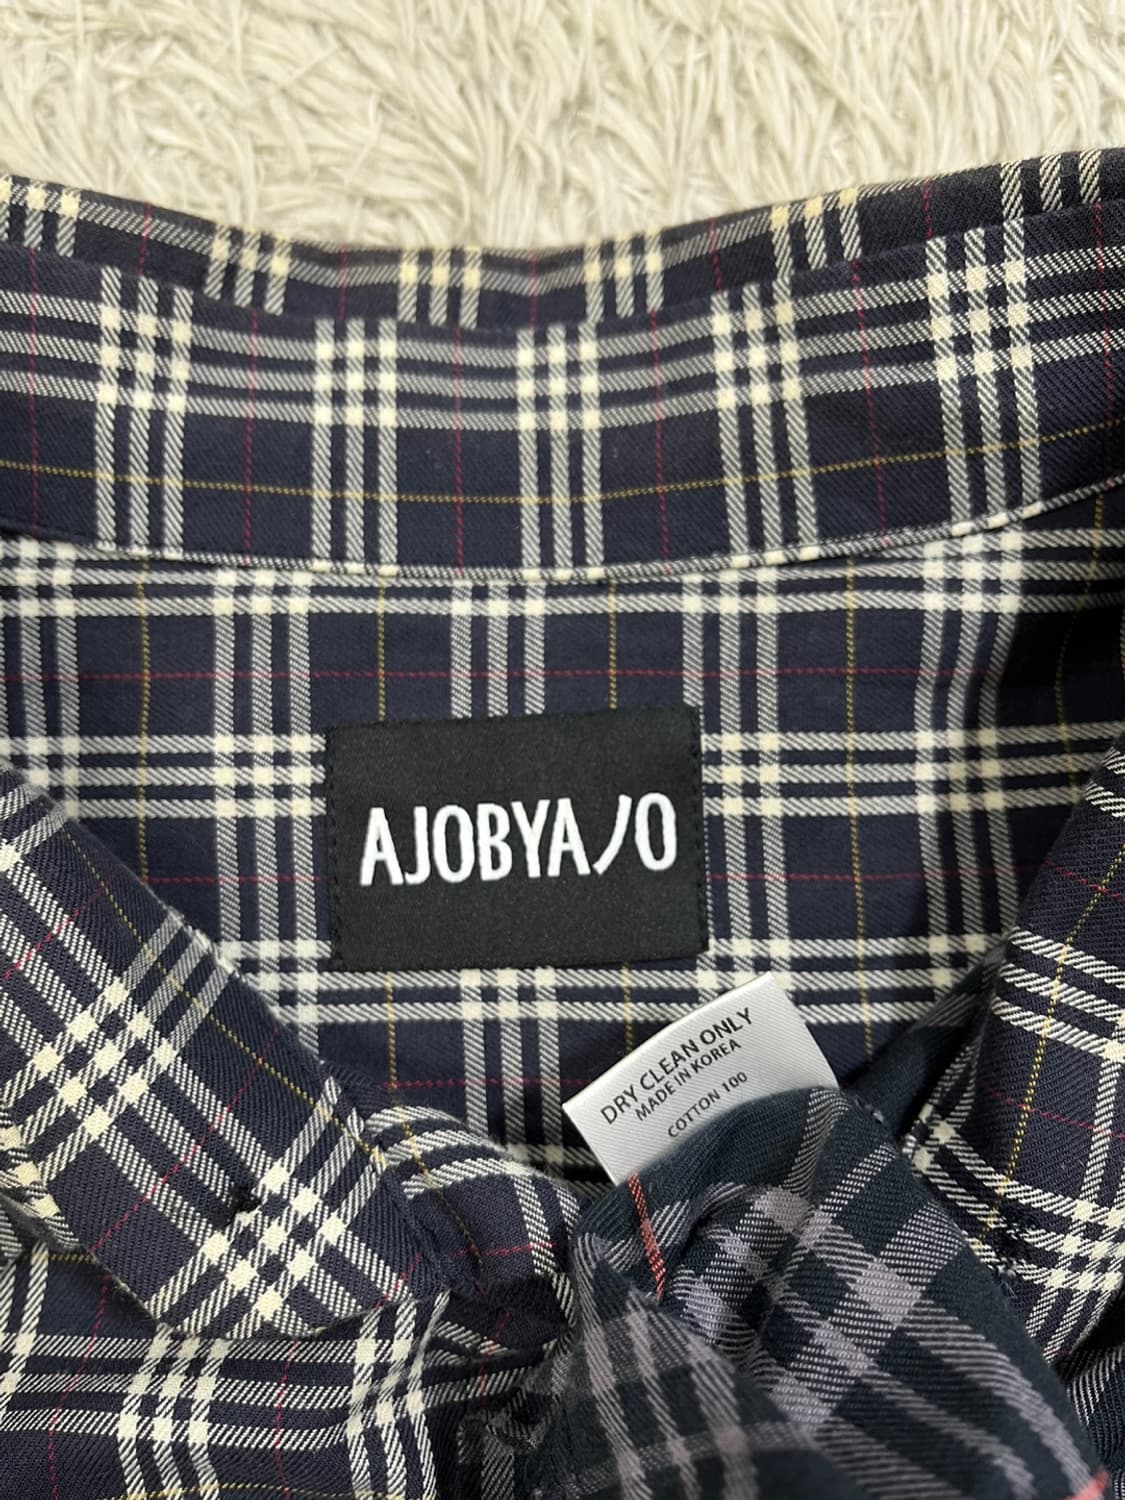 AJOBYAJO
DRY CLEAN ONLY
MADE IN KOREA
COTTON 100